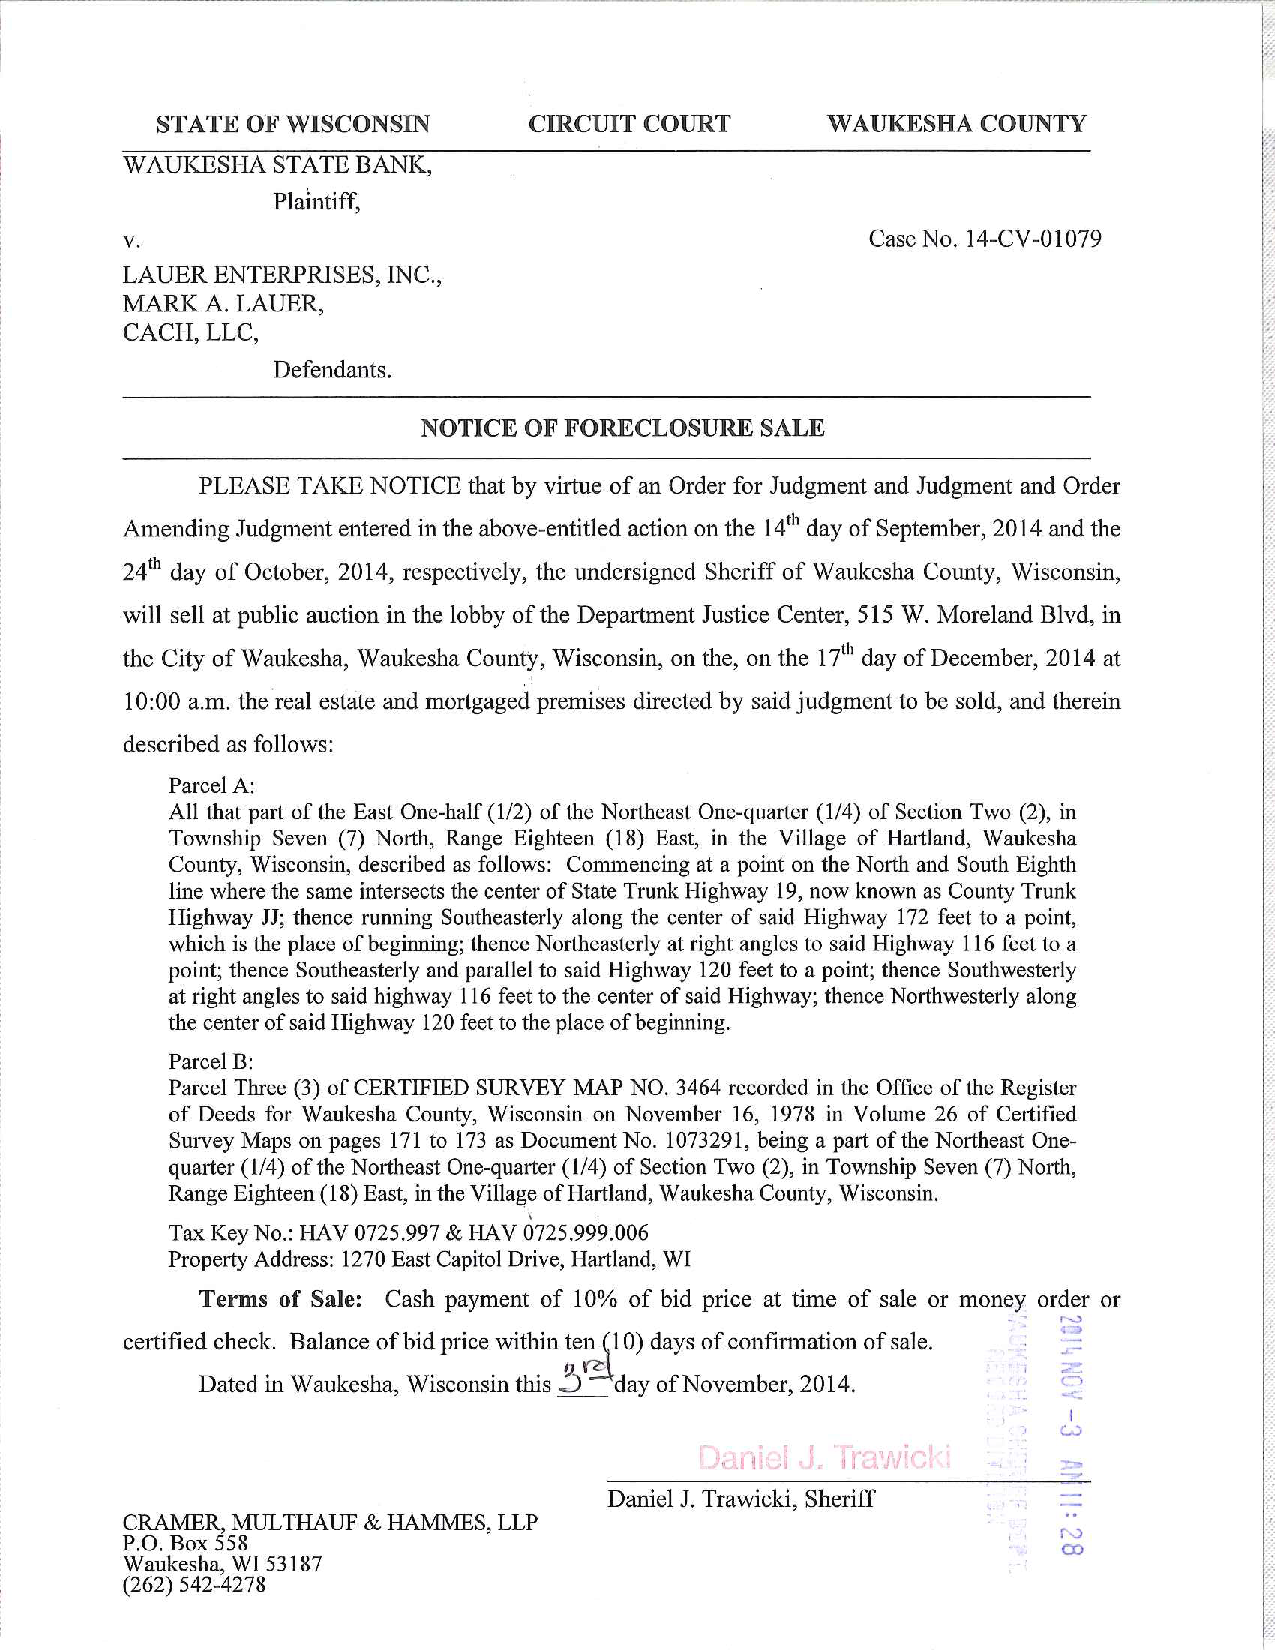 STATE OF WISCONSIN CIRCUIT COURT WAUKESHA COUNTY
WAUKESHA STATE BANK,
Plaintiff,
v. Case No. 14-CV-01079
LAUER ENTERPRISES, INC.,
MARK A. LAUER,
CACH, LLC,
Defendants.
NOTICE OF FORECLOSURE SALE
PLEASE TAKE NOTICE that by virtue of an Order for Judgment and Judgment and Order
Amending Judgment entered in the above-entitled action on the 14th day of September, 2014 and the
24th day of October, 2014, respectively, the undersigned Sheriff of Waukesha County, Wisconsin,
will sell at public auction in the lobby of the Department Justice Center, 515 W. Moreland Blvd, in
the City of Waukesha, Waukesha County, Wisconsin, on the, on the 17th day of December, 2014 at
10:00 a.m. the real estate and mortgaged premises directed by said judgment to be sold, and therein
described as follows:
Parcel A:
All that part of the East One-half (1/2) of the Northeast One-quarter (1/4) of Section Two (2), in
Township Seven (7) North, Range Eighteen (18) East, in the Village of Hartland, Waukesha
County, Wisconsin, described as follows: Commencing at a point on the North and South Eighth
line where the same intersects the center of State Trunk Highway 19, now known as County Trunk
Highway JJ; thence running Southeasterly along the center of said Highway 172 feet to a point,
which is the place of beginning; thence Northeasterly at right angles to said Highway 116 feet to a
point; thence Southeasterly and parallel to said Highway 120 feet to a point; thence Southwesterly
at right angles to said highway 116 feet to the center of said Highway; thence Northwesterly along
the center of said Highway 120 feet to the place of beginning.
Parcel B:
Parcel Three (3) of CERTIFIED SURVEY MAP NO. 3464 recorded in the Office of the Register
of Deeds for Waukesha County, Wisconsin on November 16, 1978 in Volume 26 of Certified
Survey Maps on pages 171 to 173 as Document No. 1073291, being a part of the Northeast One-
quarter (1/4) of the Northeast One-quarter (1/4) of Section Two (2), in Township Seven (7) North,
Range Eighteen (18) East, in the Village of Hartland, Waukesha County, Wisconsin.
Tax Key No.: HAV 0725.997 & HAV 0725.999.006
Property Address: 1270 East Capitol Drive, Hartland, WI
Terms of Sale: Cash payment of 10% of bid price at time of sale or money order or
certified check. Balance of bid price within ten (10) days of confirmation of sale.
Dated in Waukesha, Wisconsin this 3rd day of November, 2014.
2014 NOV -3 AM 11:28
Daniel J. Trawicki
Daniel J. Trawicki, Sheriff
CRAMER, MULTHAUF & HAMMES, LLP
P.O. Box 558
Waukesha, WI 53187
(262) 542-4278